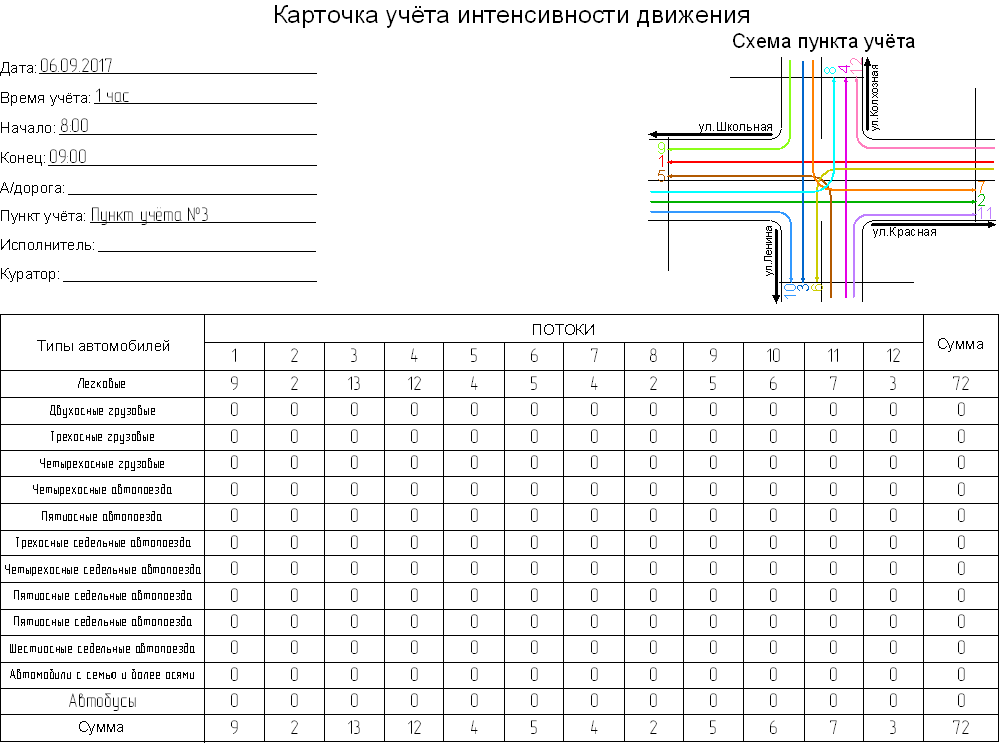 Карточка учёта интенсивности движения
Схема пункта учёта
Дата: 06.09.2017
Время учёта: 1 час
Начало: 8:00
Конец: 09:00
А/дорога:
Пункт учёта: Пункт учёта №3
Исполнитель:
Куратор:
8 4 12
ул.Колхозная
ул.Школьная
9
1
5
7
2
11
ул.Красная
ул.Ленина
10 3 6
Типы автомобилей ПОТОКИ Сумма
1 2 3 4 5 6 7 8 9 10 11 12
Легковые 9 2 13 12 4 5 4 2 5 6 7 3 72
Двухосные грузовые 0 0 0 0 0 0 0 0 0 0 0 0 0
Трехосные грузовые 0 0 0 0 0 0 0 0 0 0 0 0 0
Четырехосные грузовые 0 0 0 0 0 0 0 0 0 0 0 0 0
Четырехосные автопоезда 0 0 0 0 0 0 0 0 0 0 0 0 0
Пятиосные автопоезда 0 0 0 0 0 0 0 0 0 0 0 0 0
Трехосные седельные автопоезда 0 0 0 0 0 0 0 0 0 0 0 0 0
Четырехосные седельные автопоезда 0 0 0 0 0 0 0 0 0 0 0 0 0
Пятиосные седельные автопоезда 0 0 0 0 0 0 0 0 0 0 0 0 0
Пятиосные седельные автопоезда 0 0 0 0 0 0 0 0 0 0 0 0 0
Шестиосные седельные автопоезда 0 0 0 0 0 0 0 0 0 0 0 0 0
Автомобили с семью и более осями 0 0 0 0 0 0 0 0 0 0 0 0 0
Автобусы 0 0 0 0 0 0 0 0 0 0 0 0 0
Сумма 9 2 13 12 4 5 4 2 5 6 7 3 72